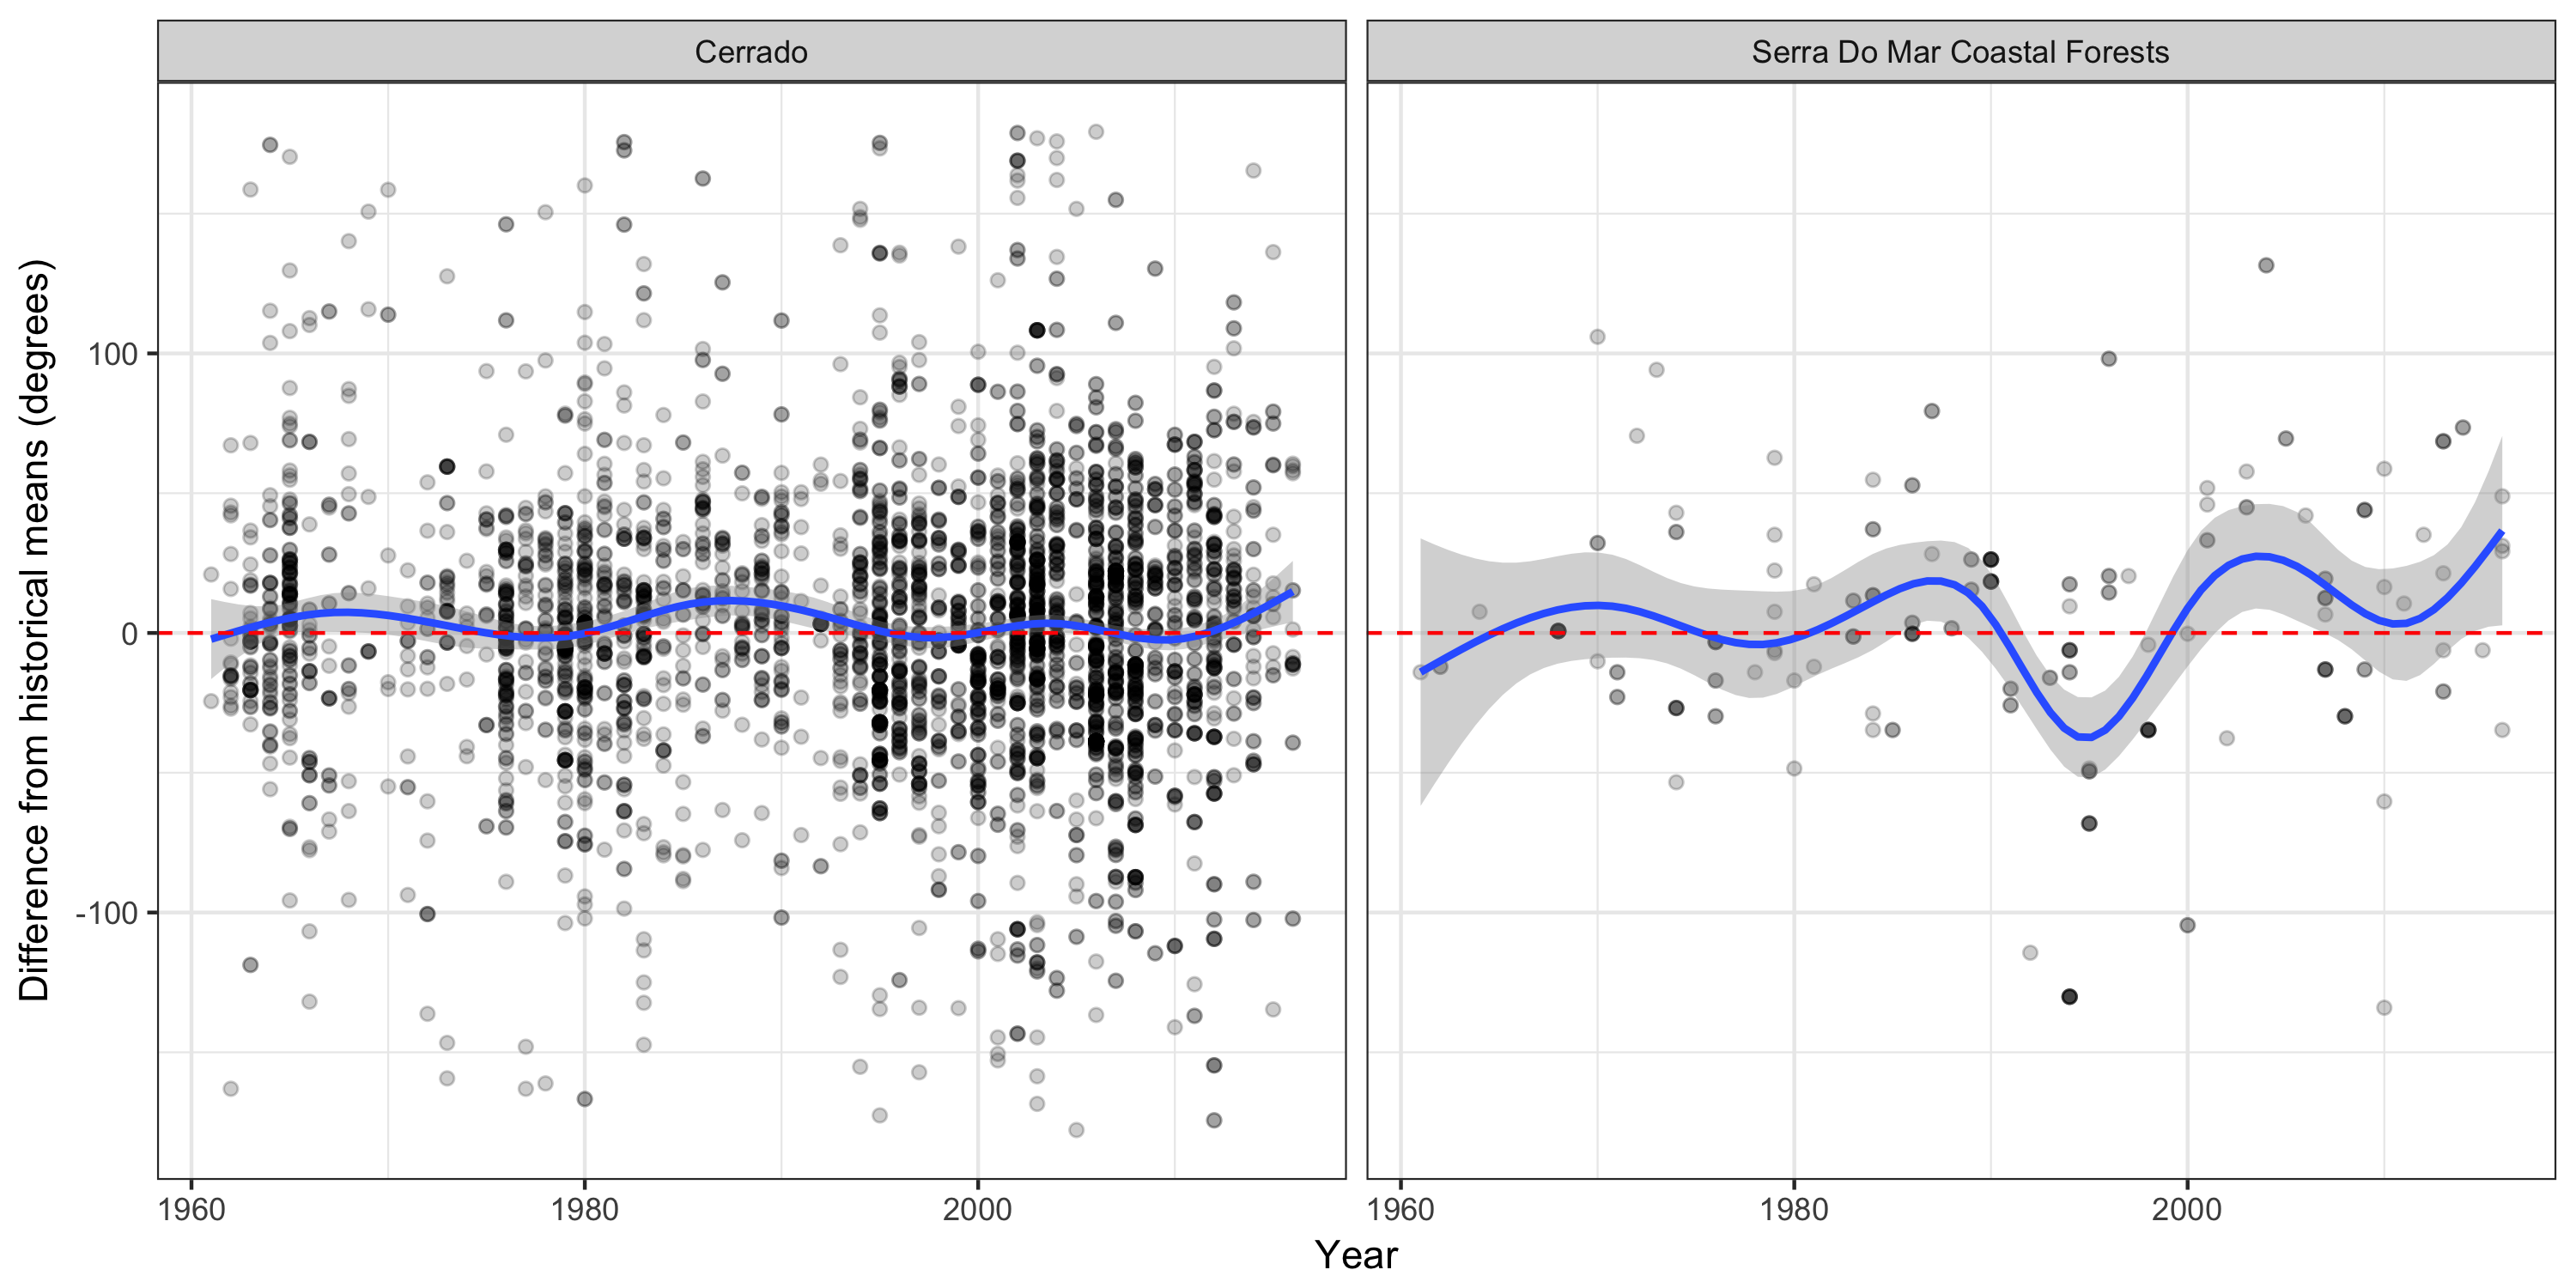 Cerrado
Serra Do Mar Coastal Forests
Difference from historical means (degrees)
100
0
-100
1960
1980
2000
1960
1980
2000
Year